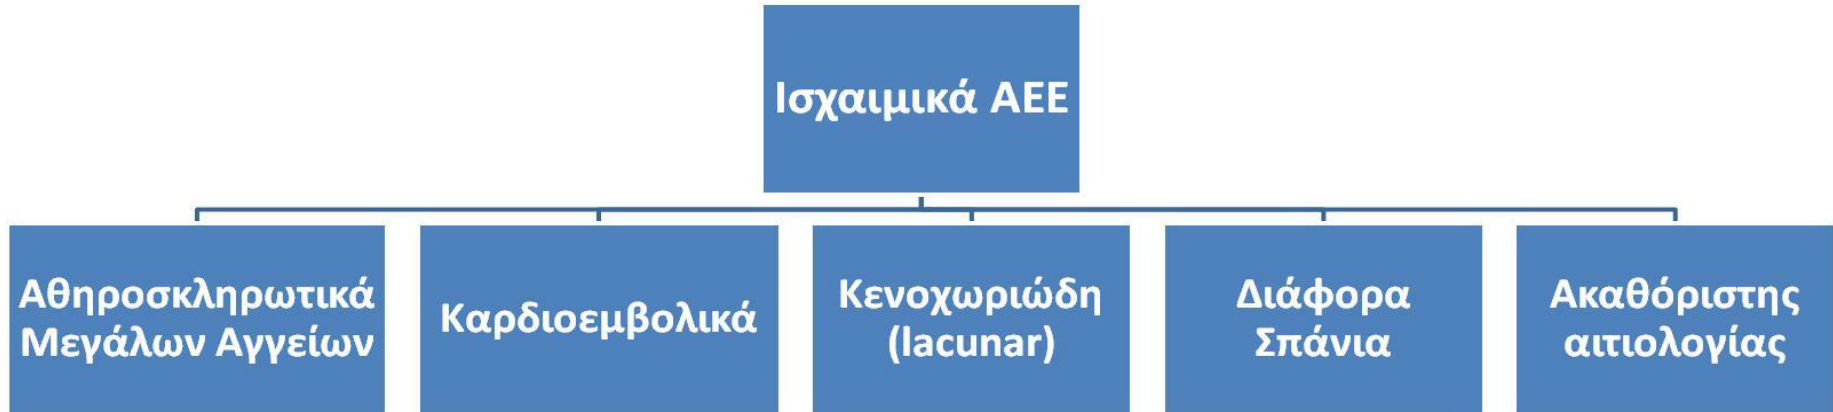 Ισχαιμικά ΑΕΕ
Αθηροσκληρωτικά
Μεγάλων Αγγείων
Καρδιοεμβολικά
Κενοχωριώδη
(lacunar)
Διάφορα
Σπάνια
Ακαθόριστης
αιτιολογίας